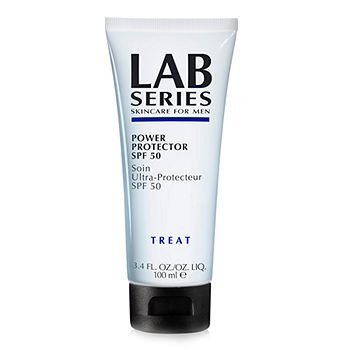 LAB
SERIES
SKINCARE FOR MEN
POWER
PROTECTOR
SPF 50
Soin
Ultra-Protecteur
SPF 50
TREAT
3.4 FL. OZ./OZ. LIQ.
100 ml ℮